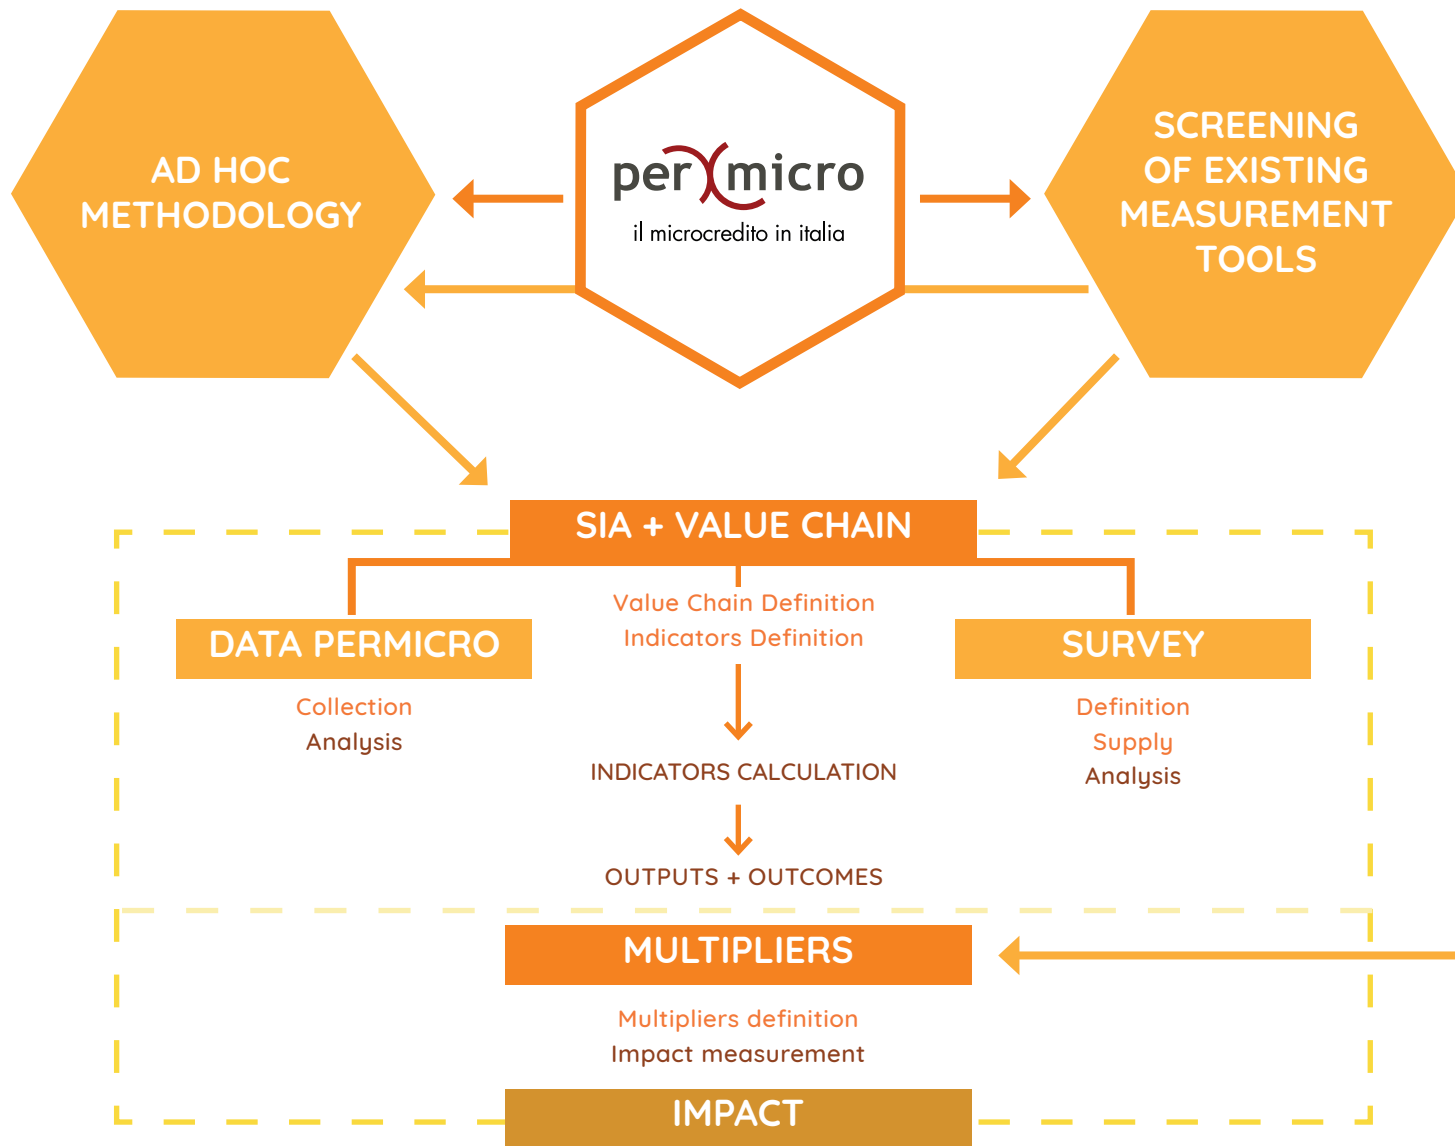 AD HOC
METHODOLOGY
per micro
il microcredito in italia
SCREENING
OF EXISTING
MEASUREMENT
TOOLS
SIA + VALUE CHAIN
DATA PERMICRO
Collection
Analysis
Value Chain Definition
Indicators Definition
INDICATORS CALCULATION
OUTPUTS + OUTCOMES
SURVEY
Definition
Supply
Analysis
MULTIPLIERS
Multipliers definition
Impact measurement
IMPACT